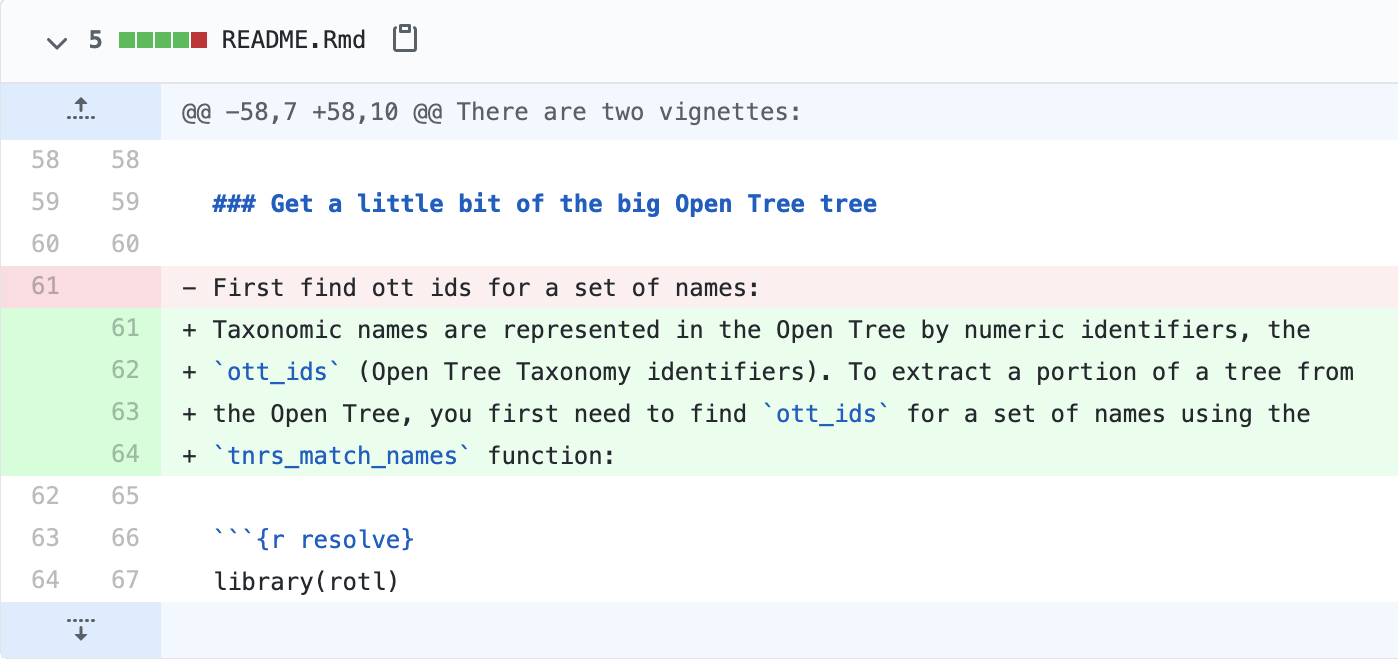 5 README.Rmd
@@ -58,7 +58,10 @@ There are two vignettes:
58 58
59 59 ### Get a little bit of the big Open Tree tree
60 60
61 - First find ott ids for a set of names:
61 + Taxonomic names are represented in the Open Tree by numeric identifiers, the
62 + `ott_ids` (Open Tree Taxonomy identifiers). To extract a portion of a tree from
63 + the Open Tree, you first need to find `ott_ids` for a set of names using the
64 + `tnrs_match_names` function:
62 65
63 66 ```{r resolve}
64 67 library(rotl)